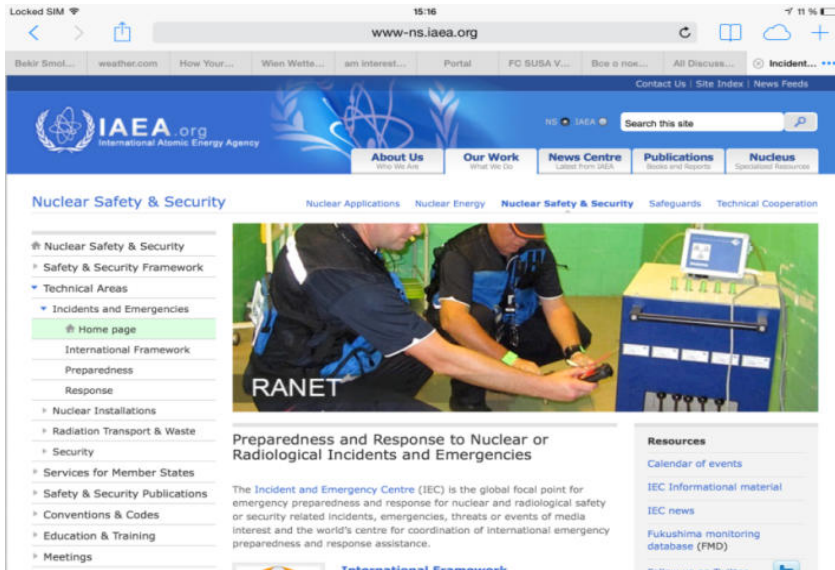 Locked SIM
15:16
11 %
www-ns.iaea.org
Bekir Smol...
weather.com
How Your...
Wien Wette...
am interest...
Portal
FC SUSA V...
Все о пок...
All Discuss...
Incident...
Contact Us | Site Index | News Feeds
IAEA.org
International Atomic Energy Agency
NS IAEA
Search this site
About Us
Who We Are
Our Work
What We Do
News Centre
Latest from IAEA
Publications
Books and Reports
Nucleus
Specialised Resources
Nuclear Safety & Security
Nuclear Applications
Nuclear Energy
Nuclear Safety & Security
Safeguards
Technical Cooperation
Nuclear Safety & Security
Safety & Security Framework
Technical Areas
Incidents and Emergencies
Home page
International Framework
Preparedness
Response
Nuclear Installations
Radiation Transport & Waste
Security
Services for Member States
Safety & Security Publications
Conventions & Codes
Education & Training
Meetings
RANET
Preparedness and Response to Nuclear or
Radiological Incidents and Emergencies
The Incident and Emergency Centre (IEC) is the global focal point for
emergency preparedness and response for nuclear and radiological safety
or security related incidents, emergencies, threats or events of media
interest and the world's centre for coordination of international emergency
preparedness and response assistance.
International Framework
Resources
Calendar of events
IEC Informational material
IEC news
Fukushima monitoring
database (FMD)